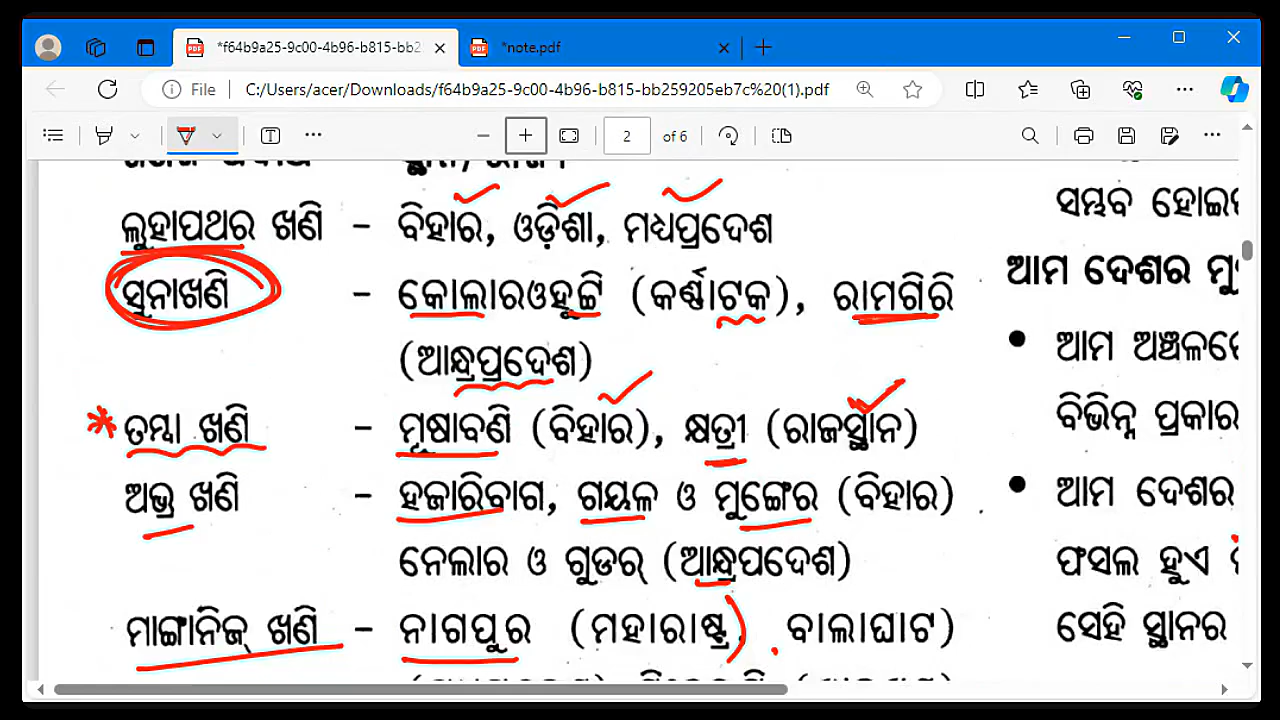 *f64b9a25-9c00-4b96-b815-bb2
*note.pdf
File
C:/Users/acer/Downloads/f64b9a25-9c00-4b96-b815-bb259205eb7c%20(1).pdf
2 of 6
ଲୁହାପଥର ଖଣି – ବିହାର, ଓଡ଼ିଶା, ମଧ୍ୟପ୍ରଦେଶ
ସୁନାଖଣି – କୋଲାରଓହୁଟ୍ଟି (କର୍ଣ୍ଣାଟକ), ରାମଗିରି
(ଆନ୍ଧ୍ରପ୍ରଦେଶ)
ତମ୍ବା ଖଣି – ମୂଷାବଣି (ବିହାର), କ୍ଷତ୍ରୀ (ରାଜସ୍ଥାନ)
ଅଭ୍ର ଖଣି – ହଜାରିବାଗ, ଗୟଳ ଓ ମୁଙ୍ଗେର (ବିହାର)
ନେଲାର ଓ ଗୁଡର୍ (ଆନ୍ଧ୍ରପଦେଶ)
ମାଙ୍ଗାନିଜ୍ ଖଣି – ନାଗପୁର (ମହାରାଷ୍ଟ୍ର) ବାଲାଘାଟ)
ସମ୍ଭବ
ଆମ ଦେଶର
• ଆମ
ବିଭିନ୍ନ ପ୍ରକାର
• ଆମ ଦେଶର
ଫସଲ ହୁଏ
ସେହି ସ୍ଥାନର